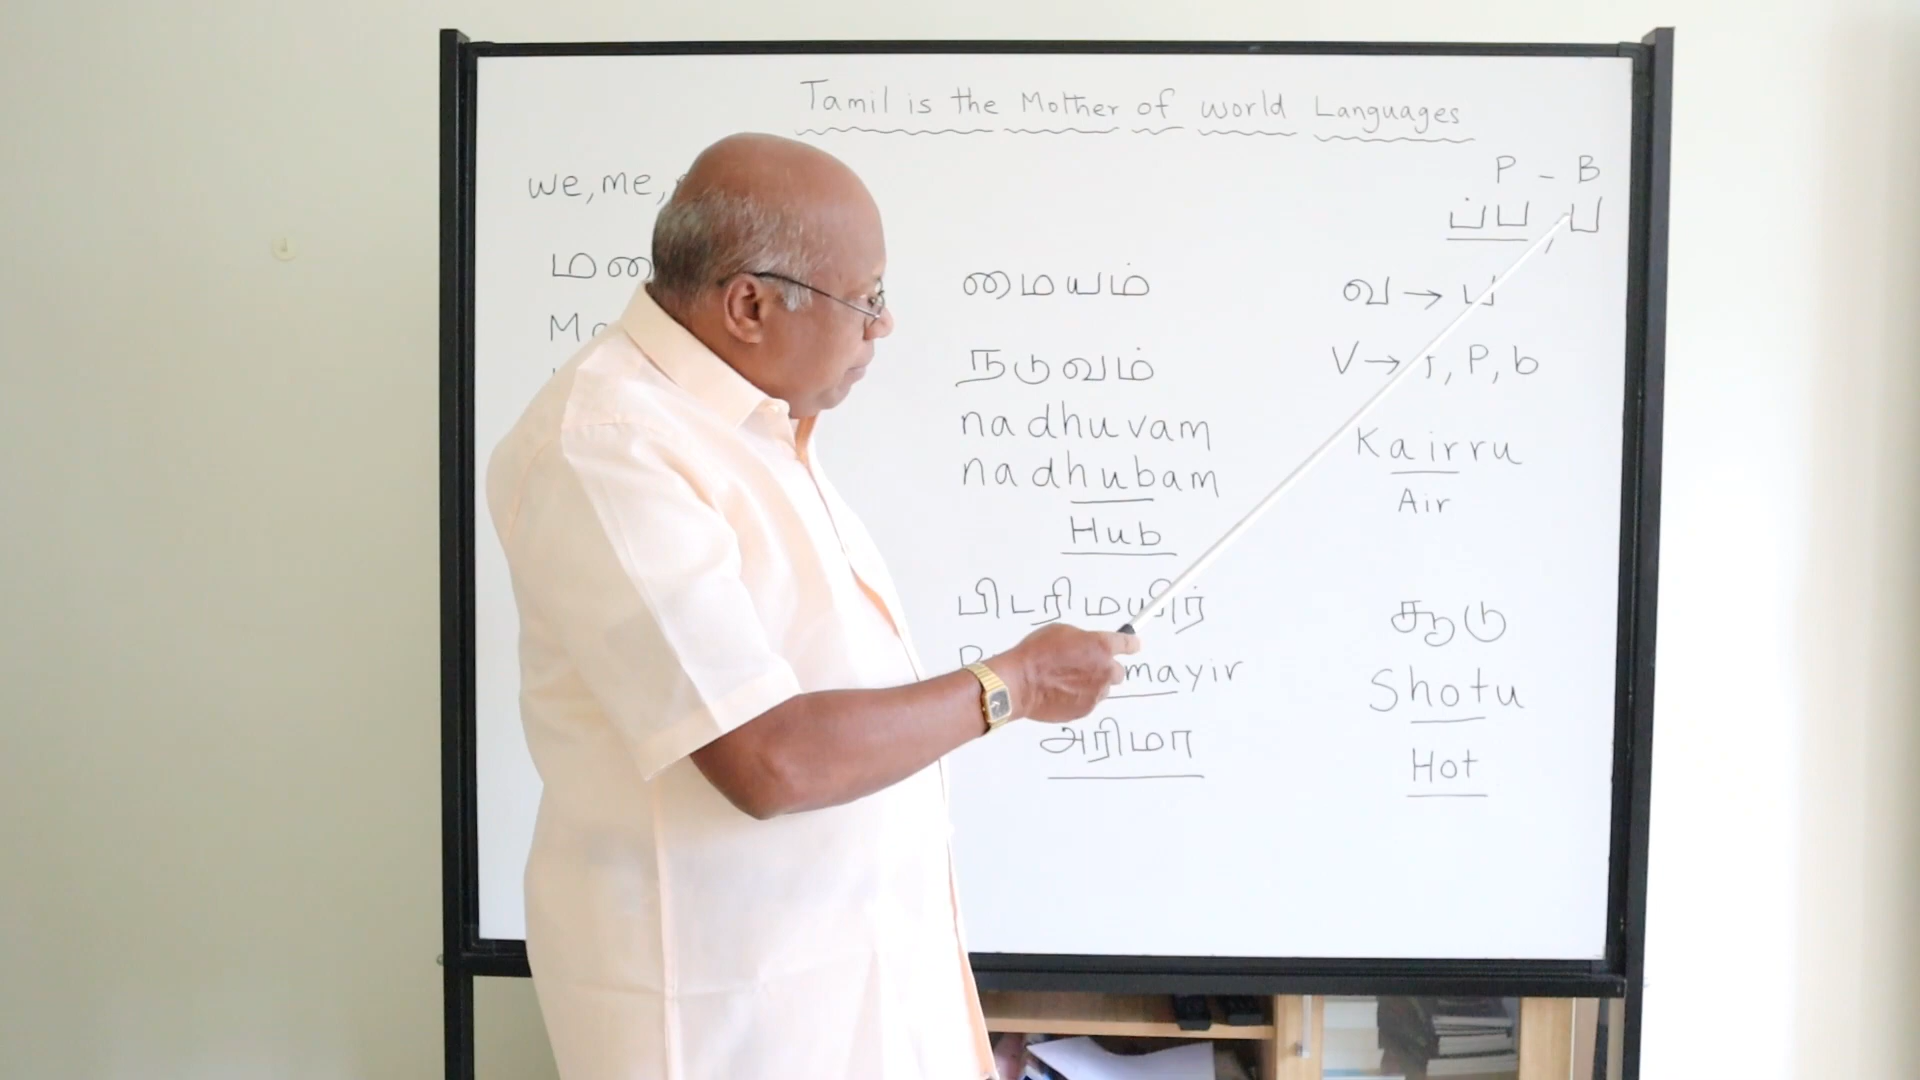 Tamil is the Mother of world Languages
we, me,
மையம்
நடுவம்
nadhuvam
nadhubam
Hub
பிடரிமயிர்
mayir
அரிமா
P - B
ப்ப, ப
வ → ப
V → f, P, b
Kairru
Air
சூடு
Shotu
Hot